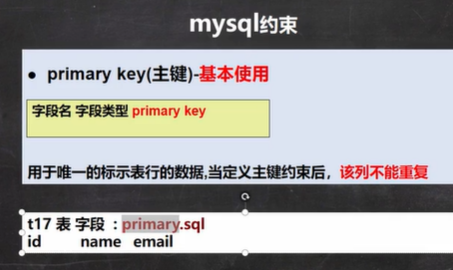 mysql约束
● primary key(主键)-基本使用
字段名 字段类型 primary key
用于唯一的标示表行的数据,当定义主键约束后，该列不能重复
t17 表 字段 : primary.sql
id name email